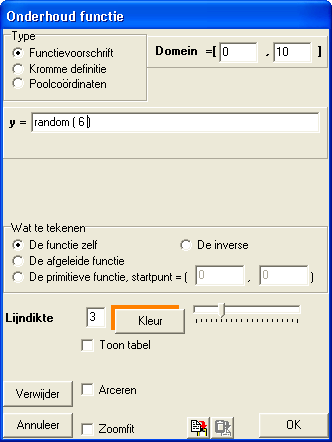 Onderhoud functie
Type
Functievoorschrift
Kromme definitie
Poolcoördinaten
Domein =[ 0 , 10 ]
y = random ( 6 )
Wat te tekenen
De functie zelf De inverse
De afgeleide functie
De primitieve functie, startpunt = ( 0 , 0 )
Lijndikte 3 Kleur
Toon tabel
Verwijder Arceren
Annuleer Zoomfit OK